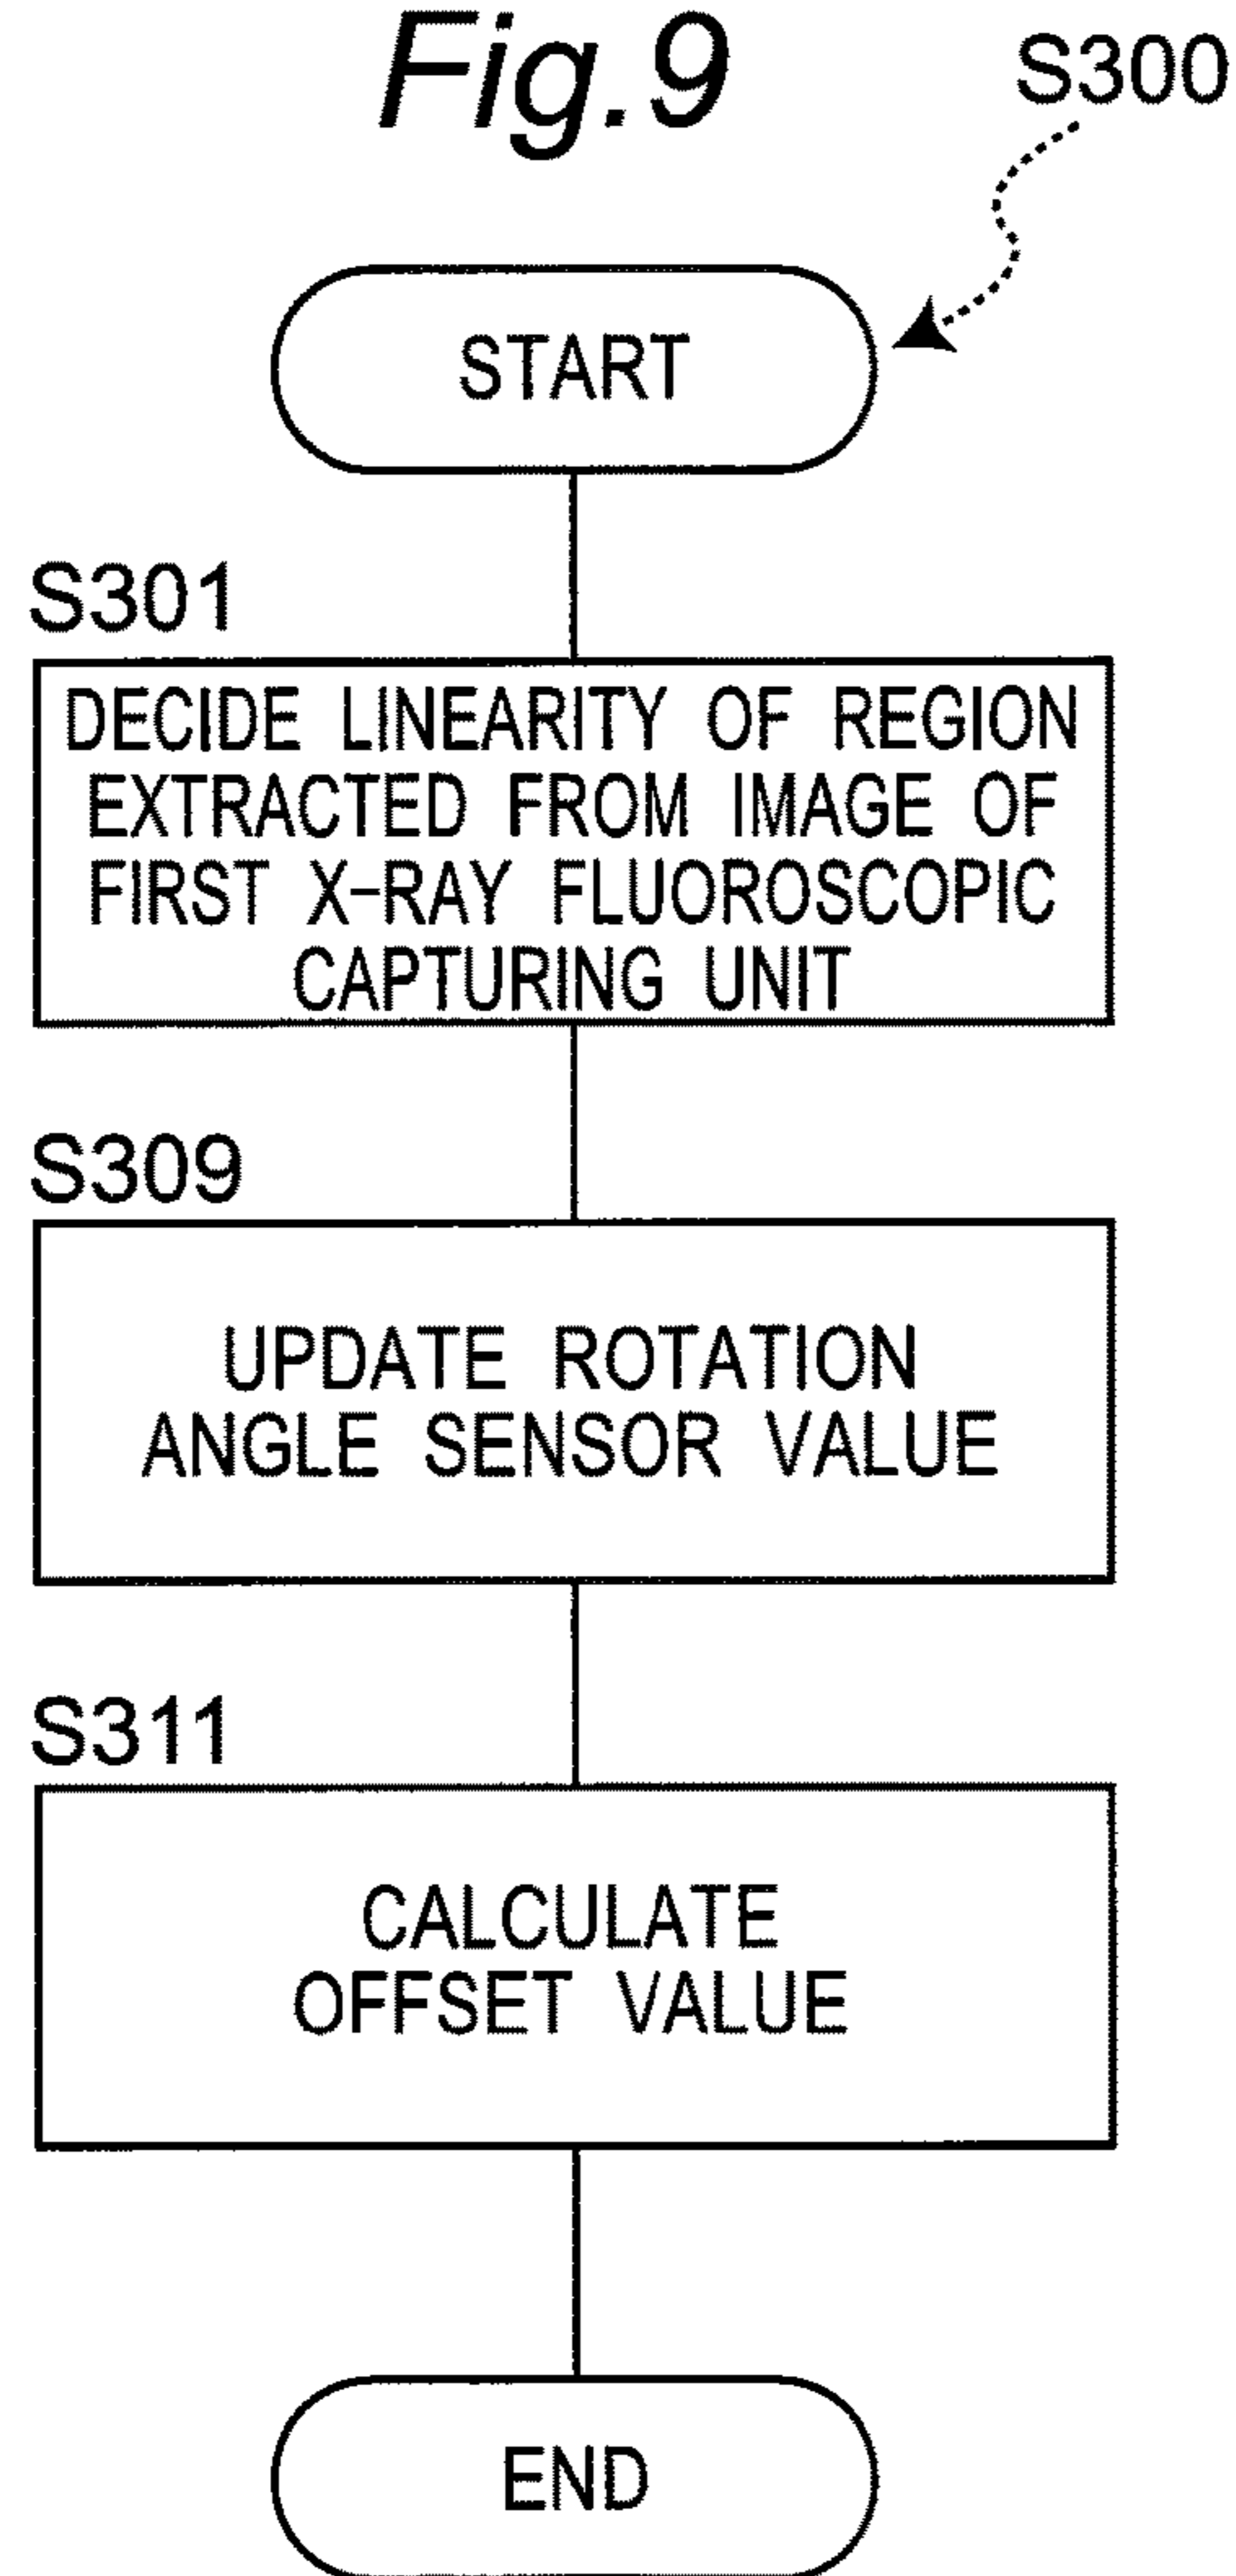 Fig.9
S300
START
S301
DECIDE LINEARITY OF REGION
EXTRACTED FROM IMAGE OF
FIRST X-RAY FLUOROSCOPIC
CAPTURING UNIT
S309
UPDATE ROTATION
ANGLE SENSOR VALUE
S311
CALCULATE
OFFSET VALUE
END